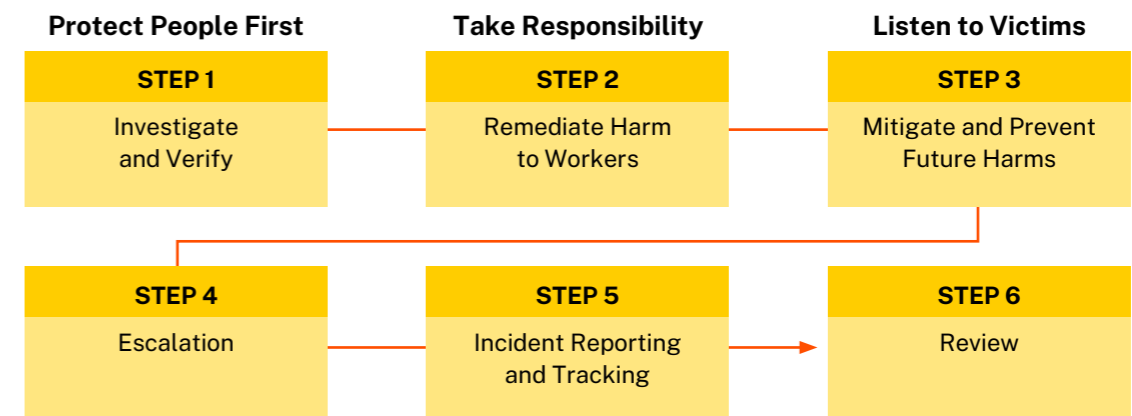 Protect People First
Take Responsibility
Listen to Victims
STEP 1
Investigate
and Verify
STEP 2
Remediate Harm
to Workers
STEP 3
Mitigate and Prevent
Future Harms
STEP 4
Escalation
STEP 5
Incident Reporting
and Tracking
STEP 6
Review